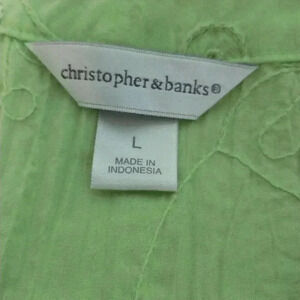 christopher & banks®
L
MADE IN
INDONESIA